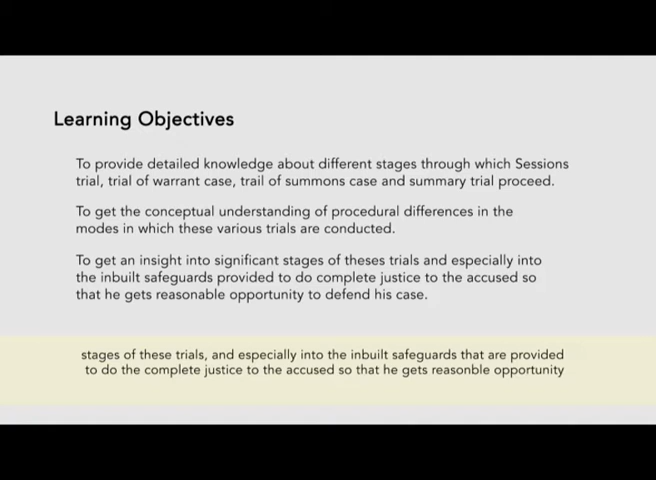 Learning Objectives
To provide detailed knowledge about different stages through which Sessions
trial, trial of warrant case, trail of summons case and summary trial proceed.
To get the conceptual understanding of procedural differences in the
modes in which these various trials are conducted.
To get an insight into significant stages of theses trials and especially into
the inbuilt safeguards provided to do complete justice to the accused so
that he gets reasonable opportunity to defend his case.
stages of these trials, and especially into the inbuilt safeguards that are provided
to do the complete justice to the accused so that he gets reasonble opportunity